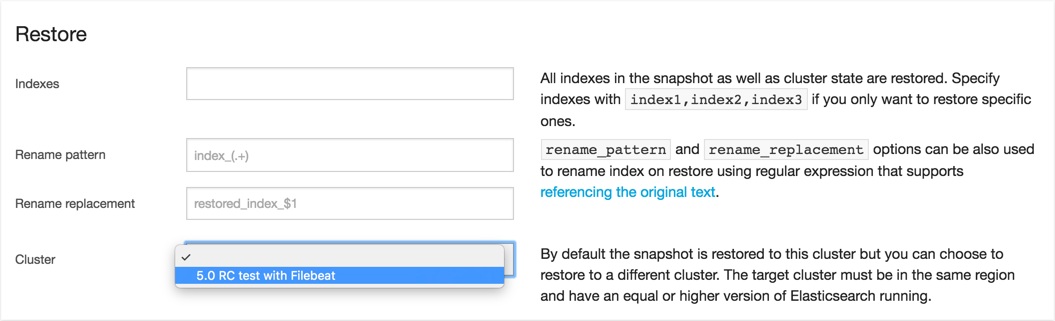 Restore
Indexes
All indexes in the snapshot as well as cluster state are restored. Specify
indexes with index1,index2,index3 if you only want to restore specific
ones.
Rename pattern
index_(.+)
rename_pattern and rename_replacement options can be also used
to rename index on restore using regular expression that supports
referencing the original text.
Rename replacement
restored_index_$1
Cluster
✓
5.0 RC test with Filebeat
By default the snapshot is restored to this cluster but you can choose to
restore to a different cluster. The target cluster must be in the same region
and have an equal or higher version of Elasticsearch running.